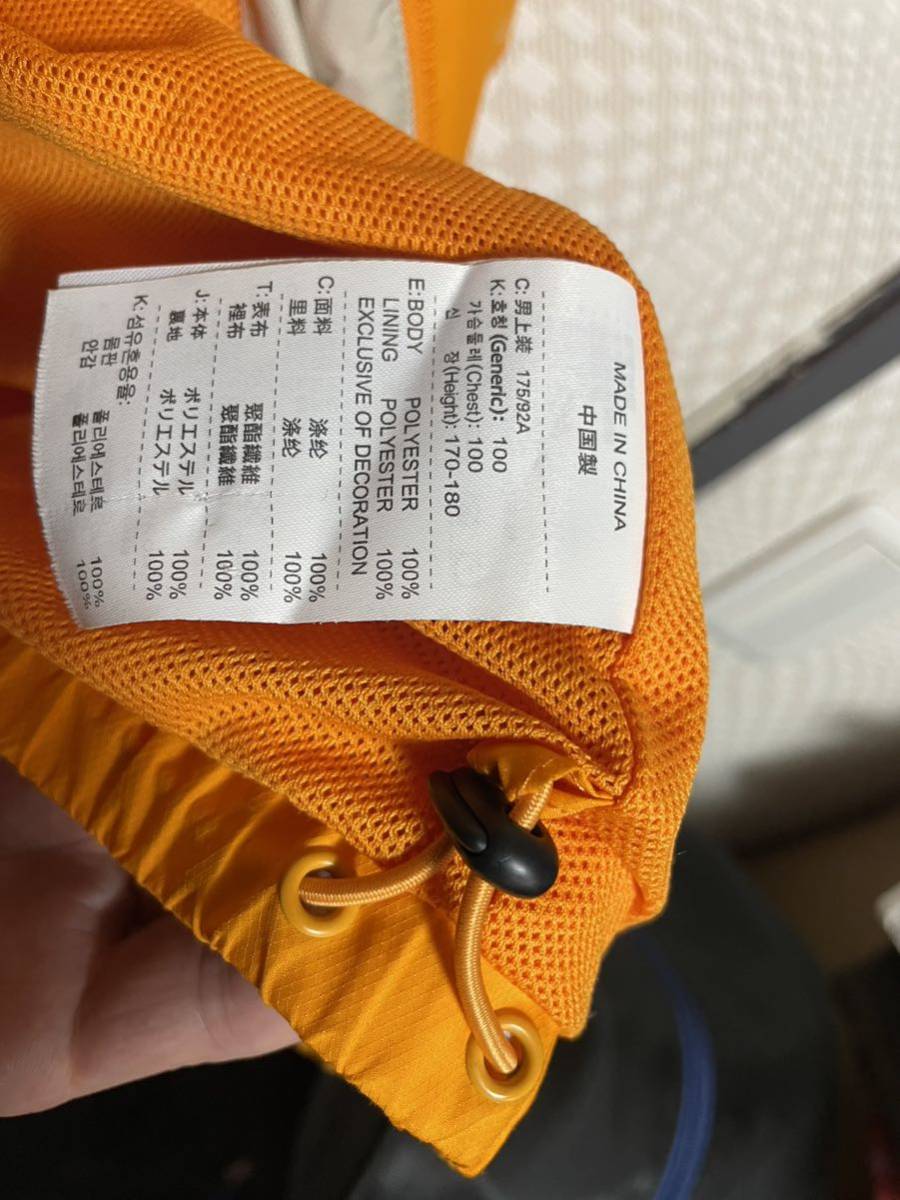 MADE IN CHINA
中国製
C: 男上装 175/92A
K: 호칭 (Generic): 100
가슴둘레 (Chest): 100
신 장 (Height): 170-180
E: BODY POLYESTER 100%
LINING POLYESTER 100%
EXCLUSIVE OF DECORATION
C: 面料 涤纶 100%
里料 涤纶 100%
T: 表布 聚酯纖維 100%
裡布 聚酯纖維 100%
J: 本体 ポリエステル 100%
裏地 ポリエステル 100%
K: 섬유혼용율:
몸판 폴리에스테르 100%
안감 폴리에스테르 100%